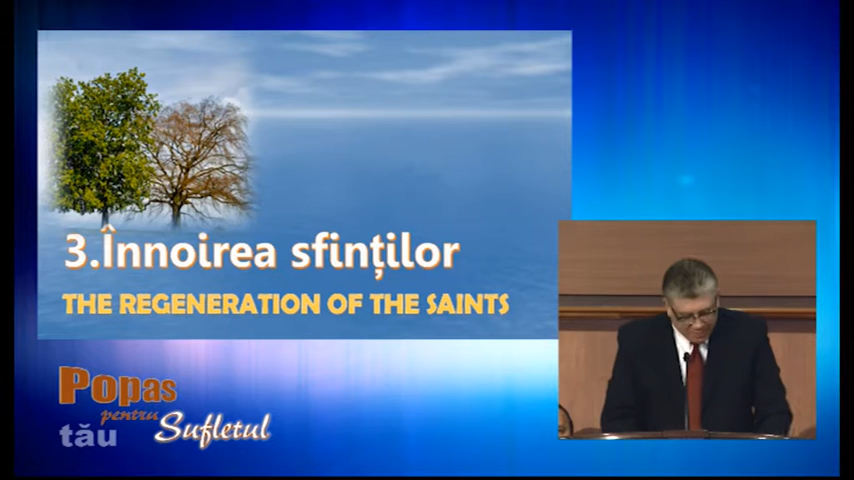 3.Înnoirea sfinților
THE REGENERATION OF THE SAINTS
Popas
pentru
tău Sufletul